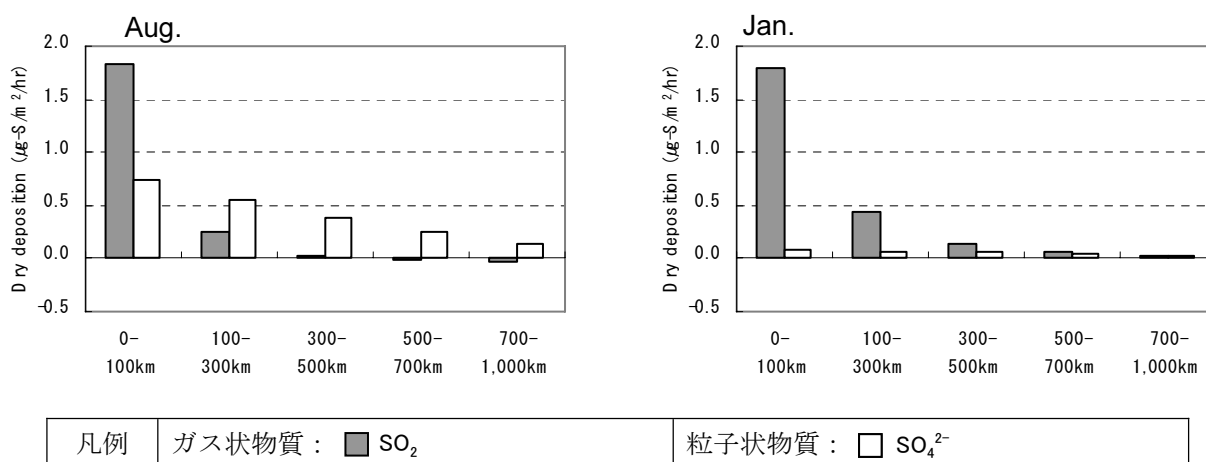 Aug.
Dry deposition (μg-S/m²/hr)
2.0
1.5
1.0
0.5
0.0
-0.5
0-
100km
100-
300km
300-
500km
500-
700km
700-
1,000km
Jan.
Dry deposition (μg-S/m²/hr)
2.0
1.5
1.0
0.5
0.0
-0.5
0-
100km
100-
300km
300-
500km
500-
700km
700-
1,000km
凡例 ガス状物質： SO₂ 粒子状物質： SO₄²⁻